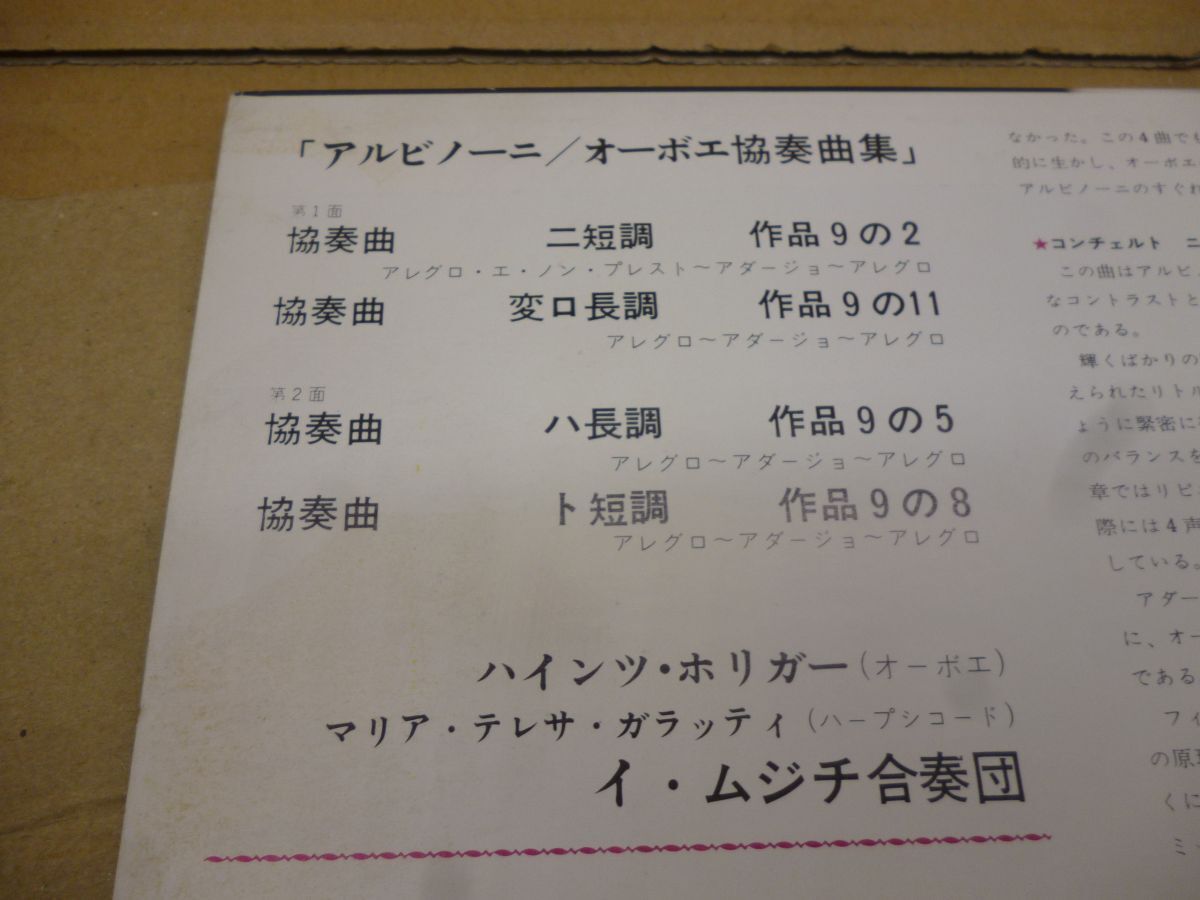 「アルビノーニ／オーボエ協奏曲集」
第1面
協奏曲 ニ短調 作品9の2
アレグロ・エ・ノン・プレスト〜アダージョ〜アレグロ
協奏曲 変ロ長調 作品9の11
アレグロ〜アダージョ〜アレグロ
第2面
協奏曲 ハ長調 作品9の5
アレグロ〜アダージョ〜アレグロ
協奏曲 ト短調 作品9の8
アレグロ〜アダージョ〜アレグロ
ハインツ・ホリガー（オーボエ）
マリア・テレサ・ガラッティ（ハープシコード）
イ・ムジチ合奏団
なかった。この4曲でも
的に生かし、オーボエ
アルビノーニのすぐれ
★コンチェルト ニ
この曲はアルビ
なコントラストと
のである。
輝くばかりの
えられたリトル
ように緊密に
のバランスを
章ではリピ
際には4声
している。
アダー
に、オー
である
フィ
の原
くに
ミ